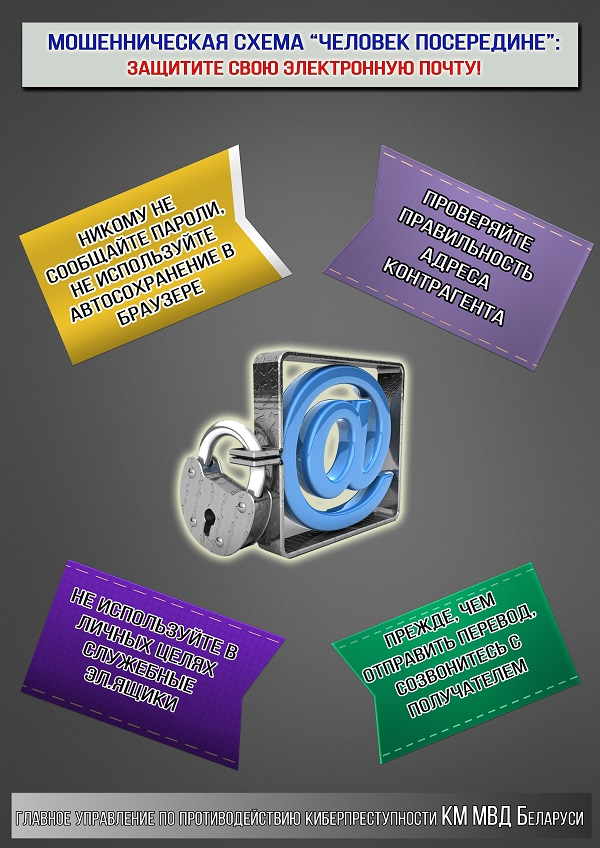 МОШЕННИЧЕСКАЯ СХЕМА “ЧЕЛОВЕК ПОСЕРЕДИНЕ”:
ЗАЩИТИТЕ СВОЮ ЭЛЕКТРОННУЮ ПОЧТУ!
НИКОМУ НЕ
СООБЩАЙТЕ ПАРОЛИ,
НЕ ИСПОЛЬЗУЙТЕ
АВТОСОХРАНЕНИЕ В
БРАУЗЕРЕ
ПРОВЕРЯЙТЕ
ПРАВИЛЬНОСТЬ
АДРЕСА
КОНТРАГЕНТА
@
НЕ ИСПОЛЬЗУЙТЕ В
ЛИЧНЫХ ЦЕЛЯХ
СЛУЖЕБНЫЕ
ЭЛ.ЯЩИКИ
ПРЕЖДЕ, ЧЕМ
ОТПРАВИТЬ ПЕРЕВОД,
СОЗВОНИТЕСЬ С
ПОЛУЧАТЕЛЕМ
ГЛАВНОЕ УПРАВЛЕНИЕ ПО ПРОТИВОДЕЙСТВИЮ КИБЕРПРЕСТУПНОСТИ КМ МВД БЕЛАРУСИ